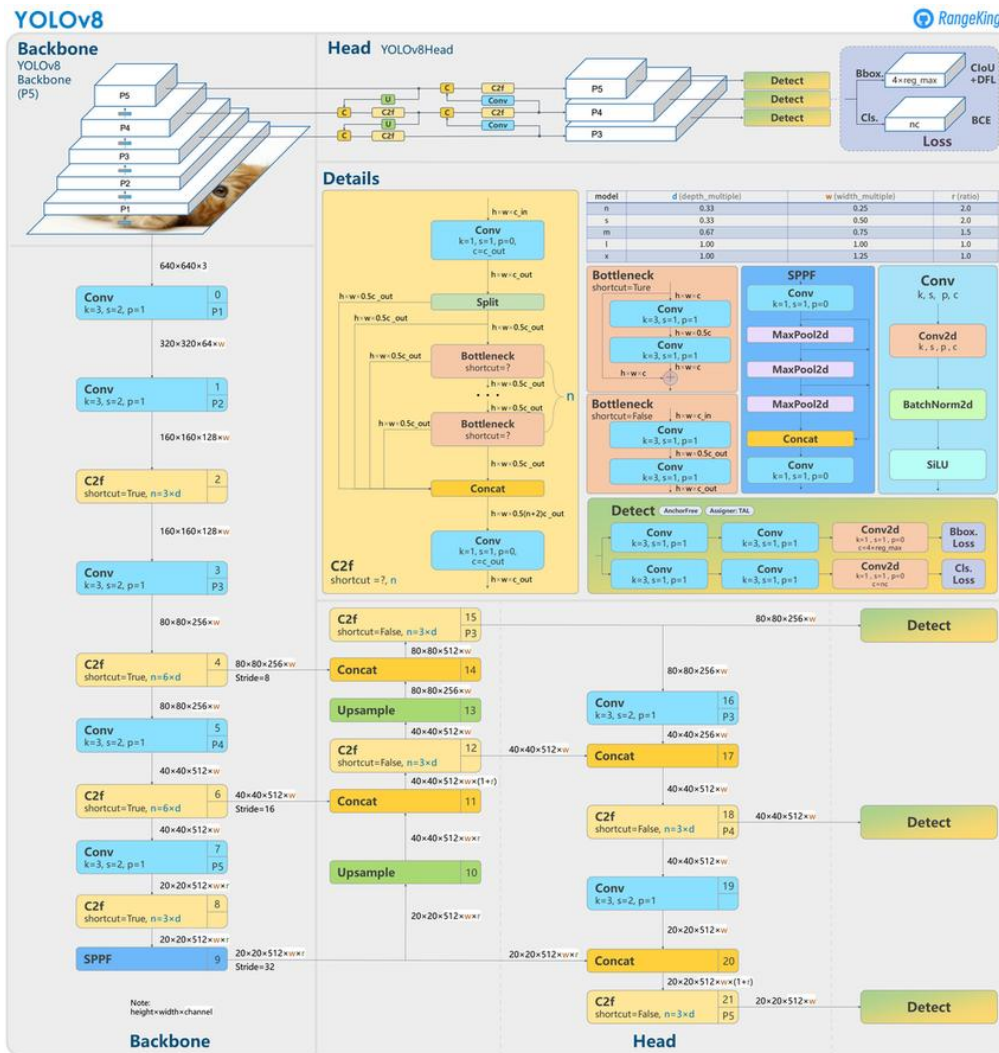 YOLOv8
RangeKing
Backbone
YOLOv8
Backbone
(P5)
P5
P4
P3
P2
P1
Head YOLOv8Head
C
C2f
U
Conv
C
C2f
C
C2f
U
Conv
C
C2f
P5
P4
P3
Detect
Detect
Detect
Bbox.
4×reg_max
CIoU
+DFL
Cls.
nc
BCE
Loss
Details
h×w×c_in
Conv
k=1, s=1, p=0,
c=c_out
h×w×c_out
Split
h×w×0.5c_out
h×w×0.5c_out
h×w×0.5c_out
Bottleneck
shortcut=?
h×w×0.5c_out
. . .
h×w×0.5c_out
Bottleneck
shortcut=?
n
h×w×0.5c_out
h×w×0.5c_out
Concat
h×w×0.5(n+2)c_out
Conv
k=1, s=1, p=0,
c=c_out
h×w×c_out
C2f
shortcut =?, n
model d (depth_multiple) w (width_multiple) r (ratio)
n 0.33 0.25 2.0
s 0.33 0.50 2.0
m 0.67 0.75 1.5
l 1.00 1.00 1.0
x 1.00 1.25 1.0
Bottleneck
shortcut=Ture
h×w×c
Conv
k=3, s=1, p=1
h×w×0.5c
Conv
k=3, s=1, p=1
h×w×c
h×w×c
Bottleneck
shortcut=False
h×w×c_in
Conv
k=3, s=1, p=1
h×w×0.5c_out
Conv
k=3, s=1, p=1
h×w×c_out
SPPF
Conv
k=1, s=1, p=0
MaxPool2d
MaxPool2d
MaxPool2d
Concat
Conv
k=1, s=1, p=0
Conv
k, s, p, c
Conv2d
k, s, p, c
BatchNorm2d
SiLU
Detect AnchorFree Assigner: TAL
Conv
k=3, s=1, p=1
Conv
k=3, s=1, p=1
Conv2d
k=1, s=1, p=0
c=4×reg_max
Bbox.
Loss
Conv
k=3, s=1, p=1
Conv
k=3, s=1, p=1
Conv2d
k=1, s=1, p=0
c=nc
Cls.
Loss
640×640×3
Conv 0
k=3, s=2, p=1 P1
320×320×64×w
Conv 1
k=3, s=2, p=1 P2
160×160×128×w
C2f 2
shortcut=True, n=3×d
160×160×128×w
Conv 3
k=3, s=2, p=1 P3
80×80×256×w
C2f 4
shortcut=True, n=6×d
80×80×256×w
Stride=8
80×80×256×w
Conv 5
k=3, s=2, p=1 P4
40×40×512×w
C2f 6
shortcut=True, n=6×d
40×40×512×w
Stride=16
40×40×512×w
Conv 7
k=3, s=2, p=1 P5
20×20×512×w×r
C2f 8
shortcut=True, n=3×d
20×20×512×w×r
SPPF 9
20×20×512×w×r
Stride=32
Note:
height×width×channel
Backbone
C2f 15
shortcut=False, n=3×d P3
80×80×512×w
Concat 14
80×80×256×w
Upsample 13
40×40×512×w
C2f 12
shortcut=False, n=3×d
40×40×512×w
40×40×512×w×(1+r)
Concat 11
40×40×512×w×r
Upsample 10
20×20×512×w×r
20×20×512×w×r
80×80×256×w
Detect
80×80×256×w
Conv 16
k=3, s=2, p=1 P3
40×40×256×w
Concat 17
40×40×512×w
C2f 18
shortcut=False, n=3×d P4
40×40×512×w
Detect
40×40×512×w
Conv 19
k=3, s=2, p=1
20×20×512×w
Concat 20
20×20×512×w×(1+r)
C2f 21
shortcut=False, n=3×d P5
20×20×512×w
Detect
Head